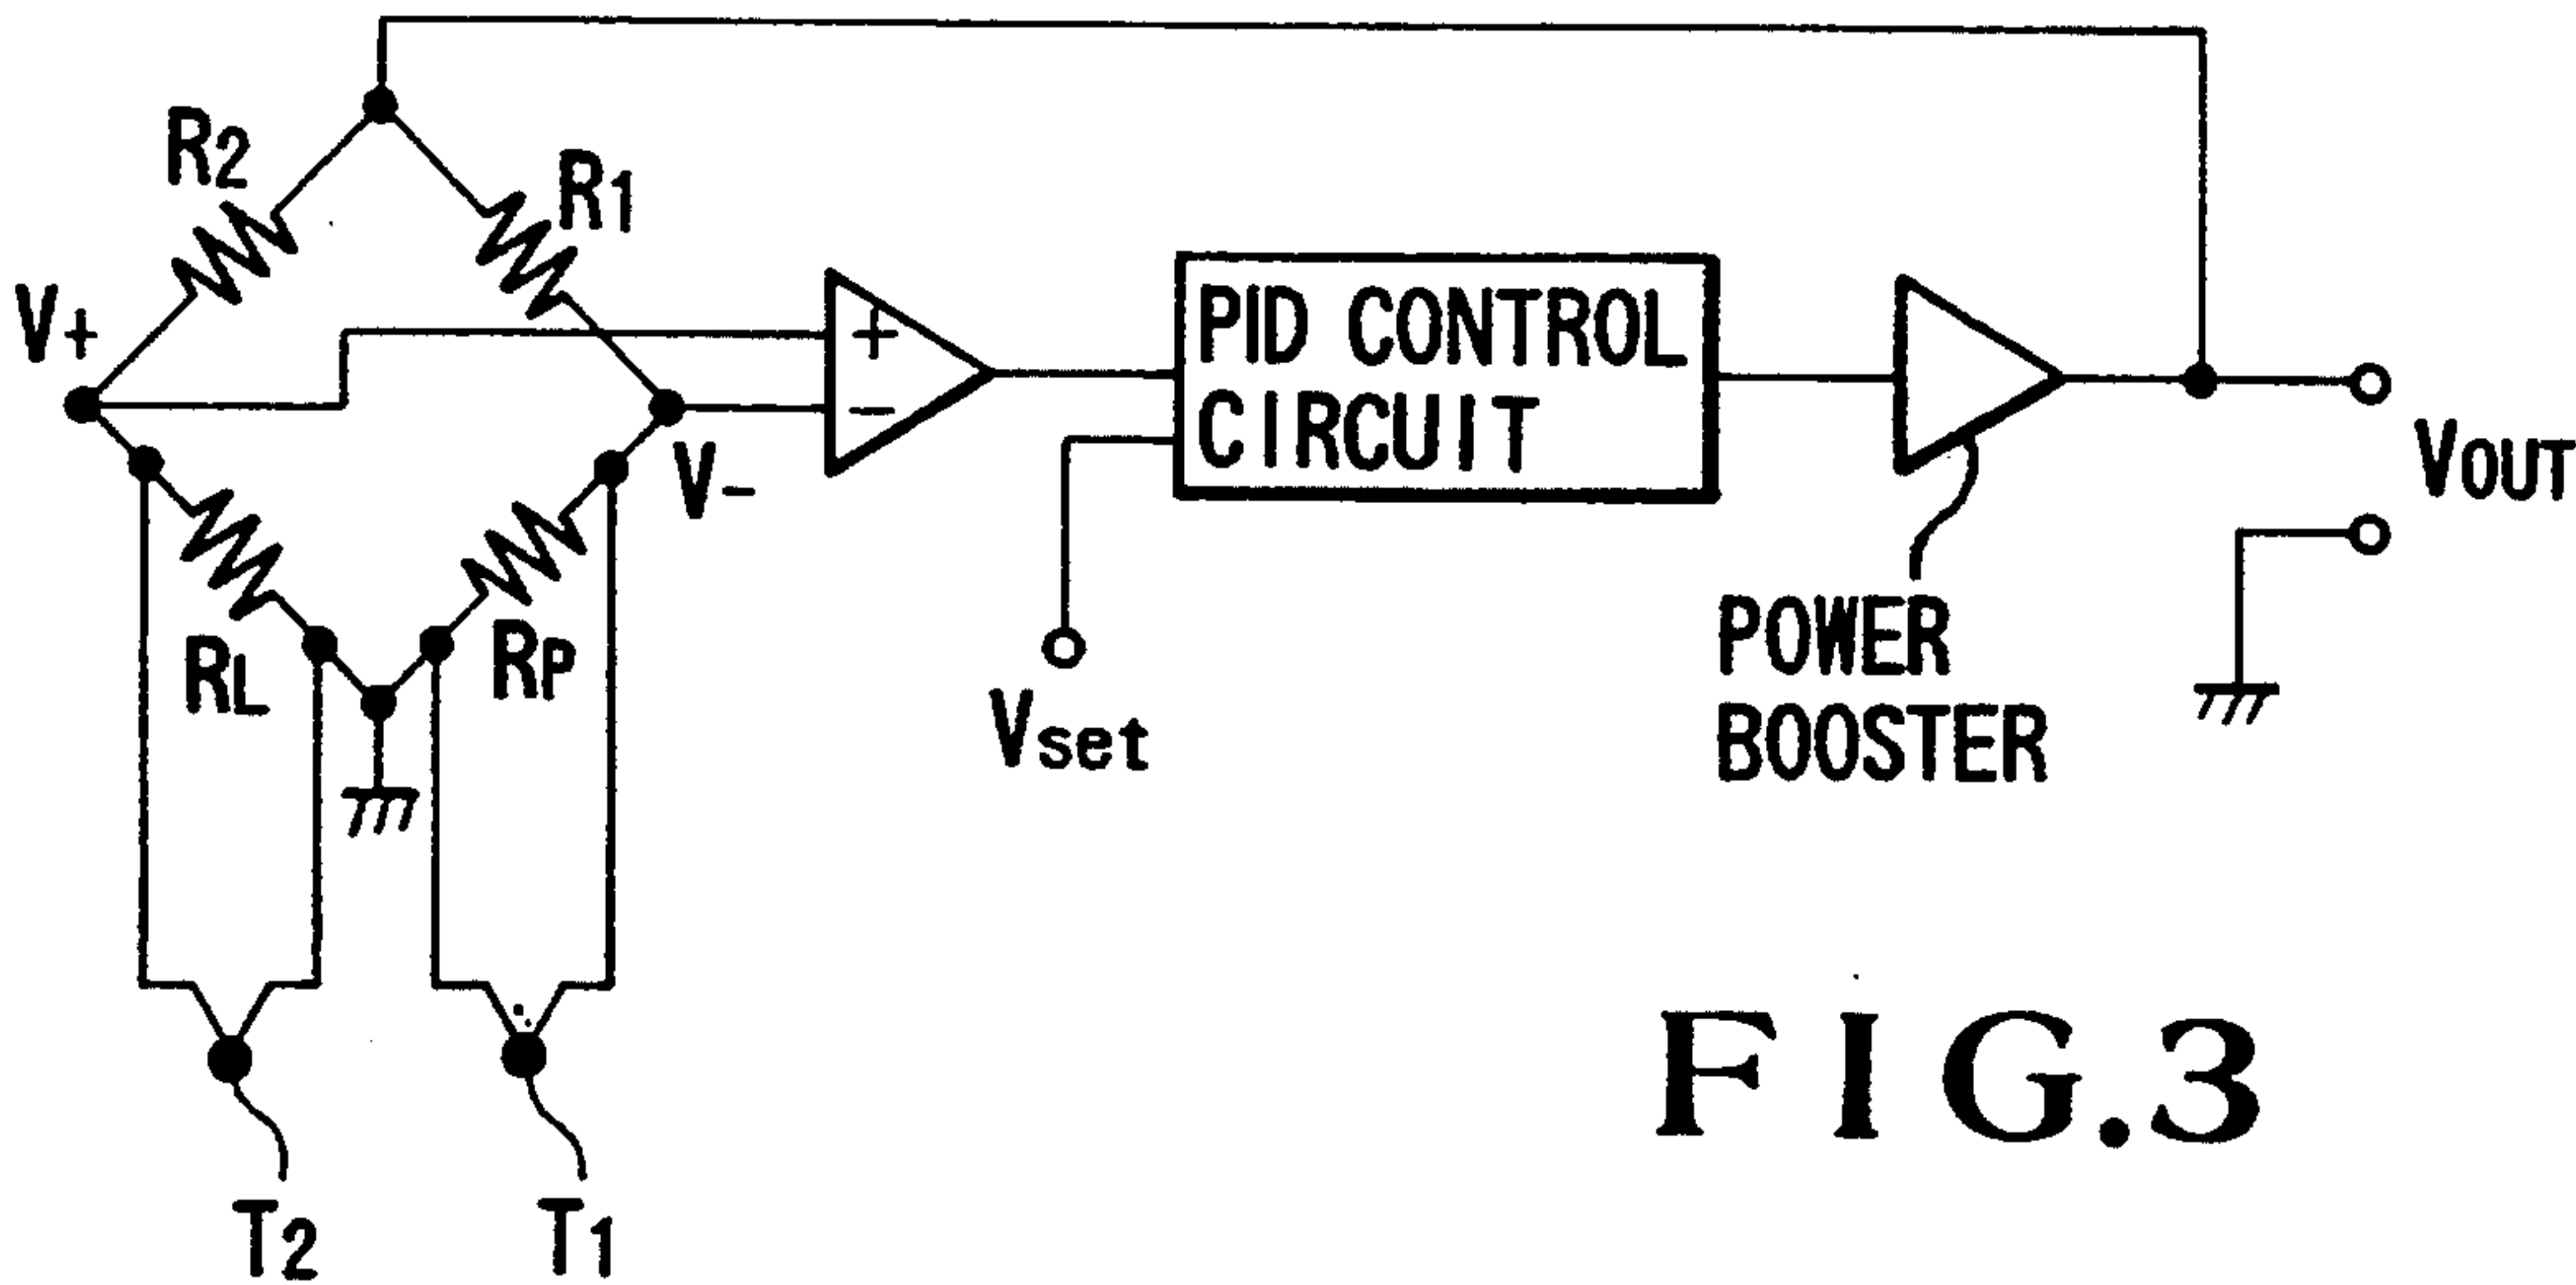 R2
R1
V+
+
PID CONTROL
CIRCUIT
−
V-
VOUT
RL
RP
Vset
POWER
BOOSTER
T2
T1
FIG.3